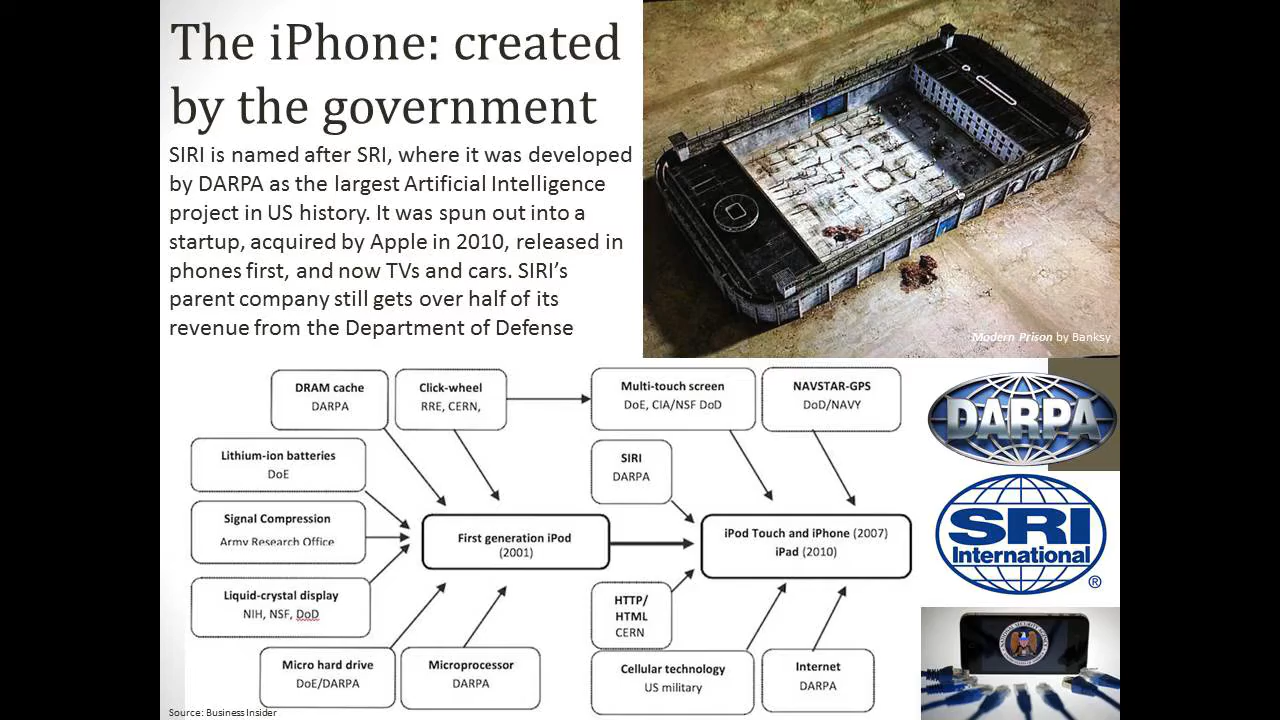 The iPhone: created
by the government
SIRI is named after SRI, where it was developed
by DARPA as the largest Artificial Intelligence
project in US history. It was spun out into a
startup, acquired by Apple in 2010, released in
phones first, and now TVs and cars. SIRI’s
parent company still gets over half of its
revenue from the Department of Defense
Modern Prison by Banksy
DRAM cache
DARPA
Click-wheel
RRE, CERN,
Multi-touch screen
DoE, CIA/NSF DoD
NAVSTAR-GPS
DoD/NAVY
DARPA
Lithium-ion batteries
DoE
SIRI
DARPA
Signal Compression
Army Research Office
First generation iPod
(2001)
iPod Touch and iPhone (2007)
iPad (2010)
SRI
International
®
Liquid-crystal display
NIH, NSF, DoD
HTTP/
HTML
CERN
Micro hard drive
DoE/DARPA
Microprocessor
DARPA
Cellular technology
US military
Internet
DARPA
Source: Business Insider